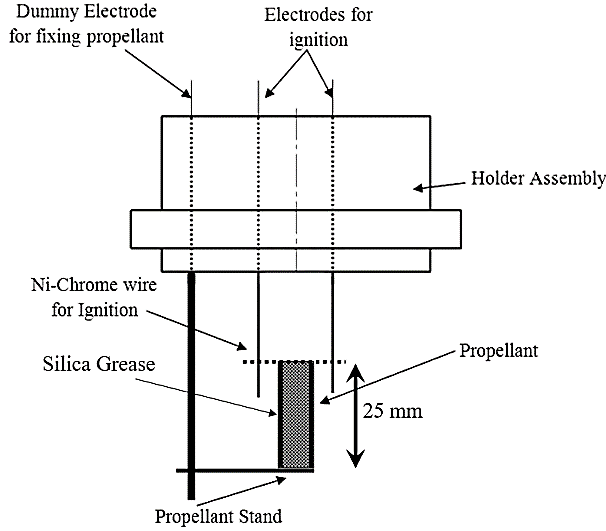 Dummy Electrode
for fixing propellant
Electrodes for
ignition
Holder Assembly
Ni-Chrome wire
for Ignition
Silica Grease
Propellant
25 mm
Propellant Stand